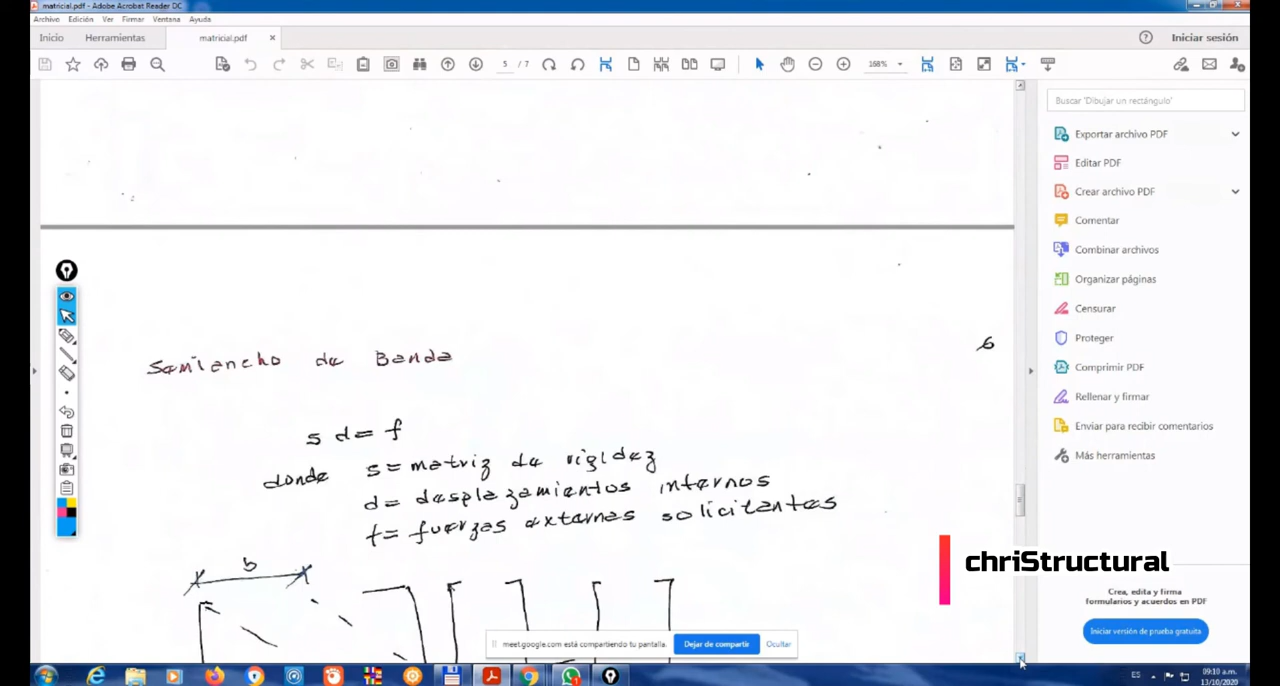 matricial.pdf - Adobe Acrobat Reader DC
Archivo Edición Ver Firmar Ventana Ayuda
Inicio Herramientas matricial.pdf × Iniciar sesión
5 / 7 168%
Buscar 'Dibujar un rectángulo'
Exportar archivo PDF
Editar PDF
Crear archivo PDF
Comentar
Combinar archivos
Organizar páginas
Censurar
Proteger
Comprimir PDF
Rellenar y firmar
Enviar para recibir comentarios
Más herramientas
6
Semiancho de Banda
s d = f
donde s = matriz de rigidez
d = desplazamientos internos
f = fuerzas externas solicitantes
b
chriStructural
Crea, edita y firma
formularios y acuerdos en PDF
Iniciar versión de prueba gratuita
meet.google.com está compartiendo tu pantalla. Dejar de compartir Ocultar
ES 09:10 a.m.
13/10/2020